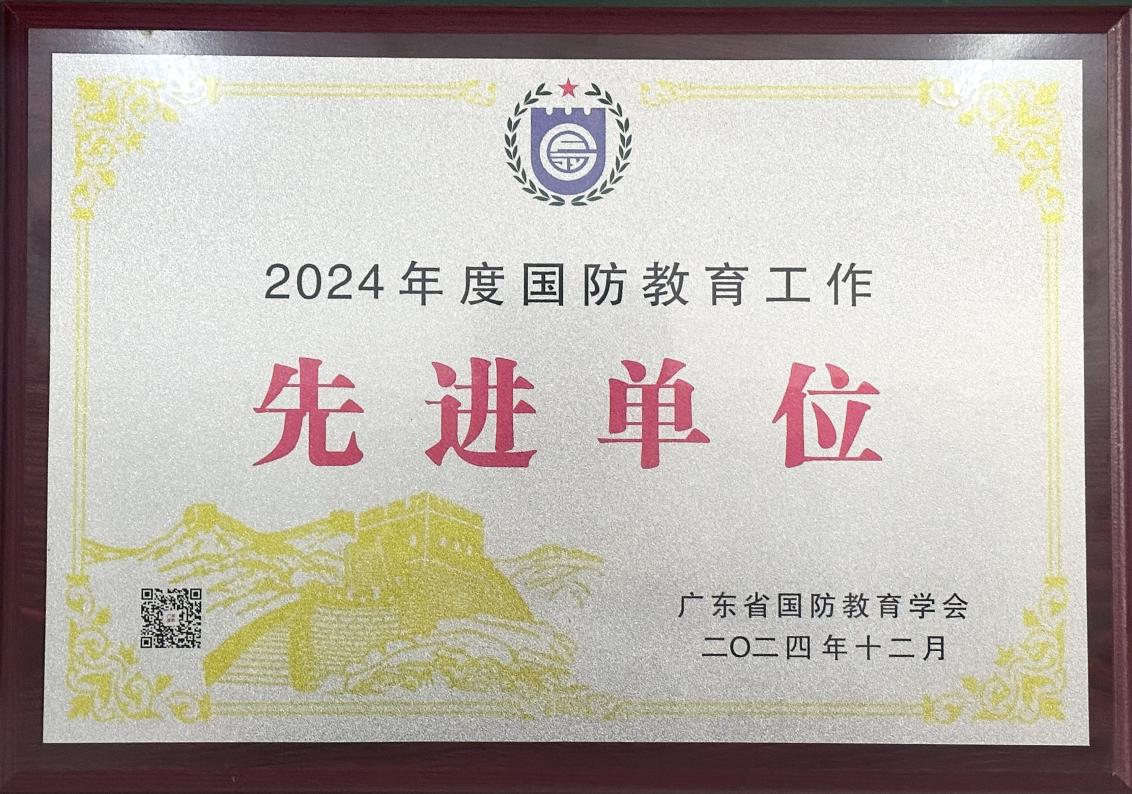 2024年度国防教育工作
先进单位
广东省国防教育学会
二〇二四年十二月